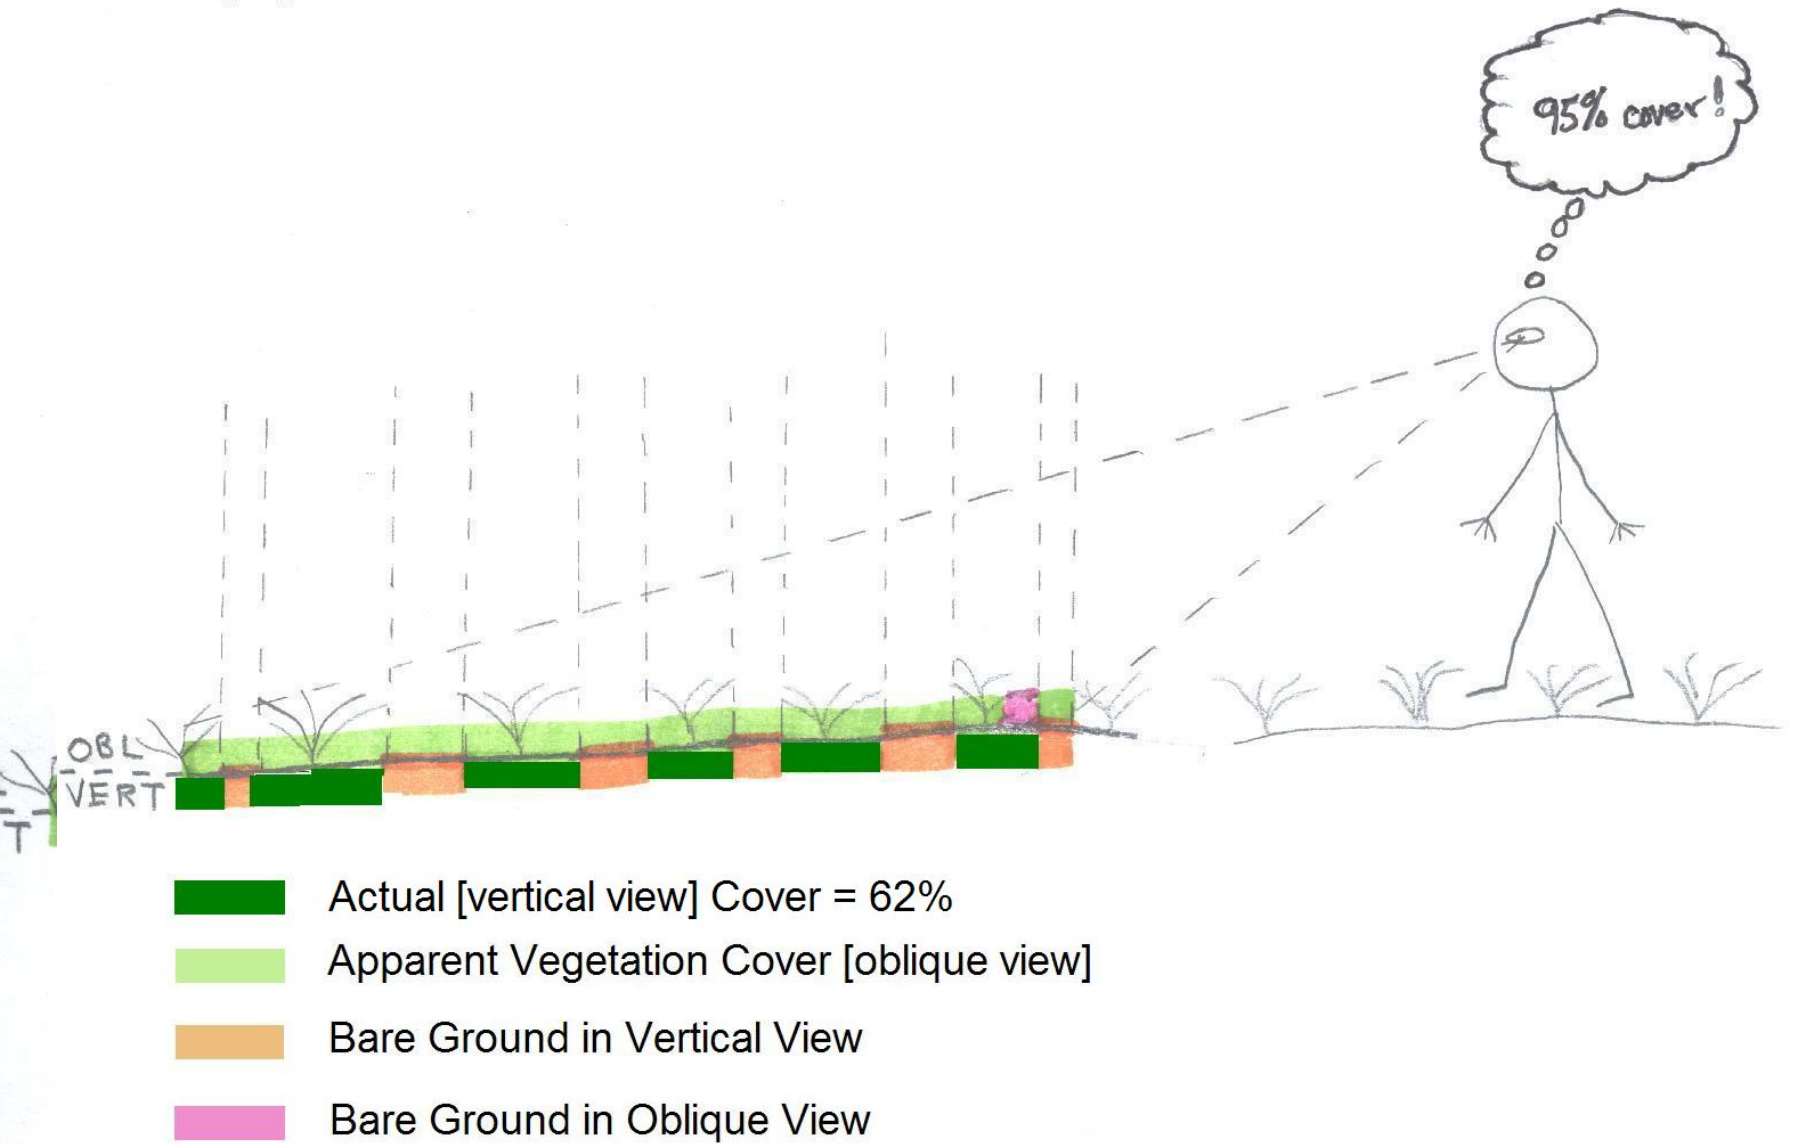 95% cover!
OBL
VERT
T
Actual [vertical view] Cover = 62%
Apparent Vegetation Cover [oblique view]
Bare Ground in Vertical View
Bare Ground in Oblique View